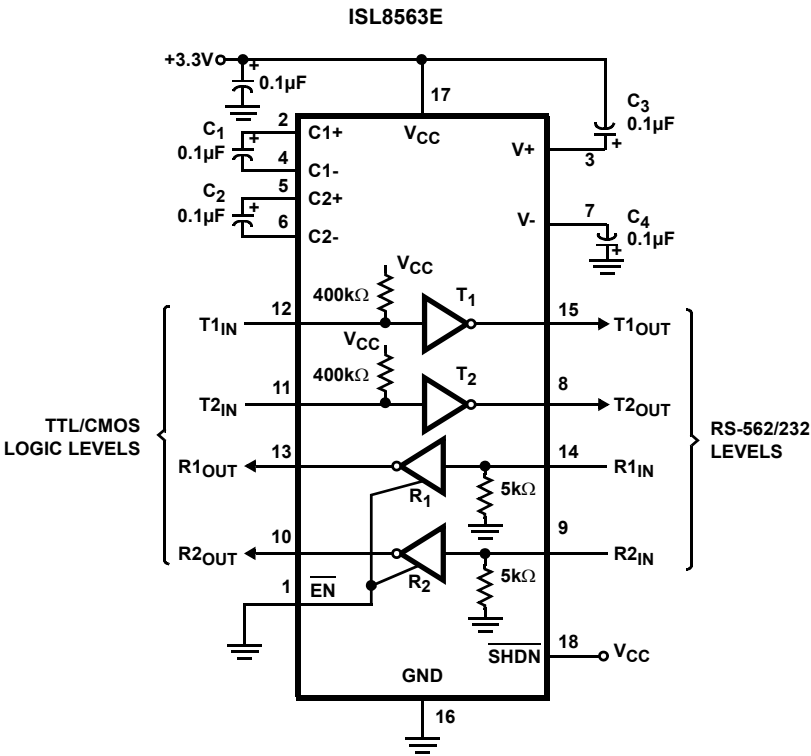 ISL8563E
+3.3V
+
0.1µF
17
2
C1+
VCC
C3
0.1µF
+
C1
0.1µF
+
4
C1-
V+
3
5
C2+
C2
0.1µF
+
6
C2-
V-
7
C4
0.1µF
+
VCC
400kΩ
T1
12
T1IN
15
T1OUT
VCC
400kΩ
T2
11
T2IN
8
T2OUT
TTL/CMOS
LOGIC LEVELS
RS-562/232
LEVELS
13
R1OUT
R1
14
R1IN
5kΩ
10
R2OUT
R2
9
R2IN
5kΩ
1
EN
SHDN
18
VCC
GND
16